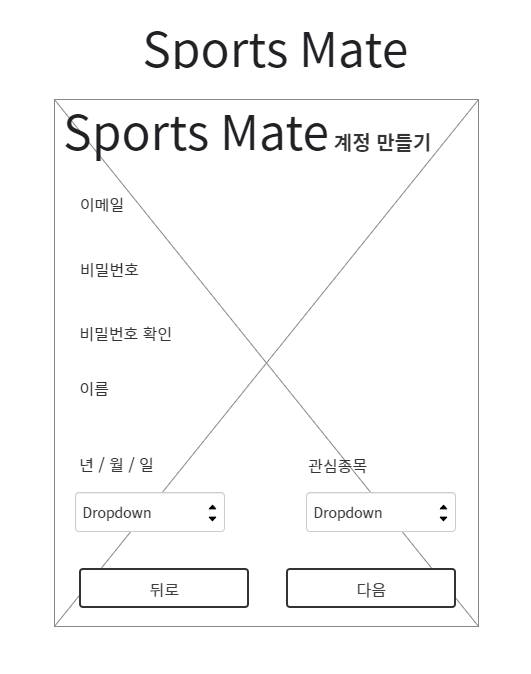 Sports Mate
Sports Mate 계정 만들기
이메일
비밀번호
비밀번호 확인
이름
년 / 월 / 일 관심종목
Dropdown Dropdown
뒤로 다음